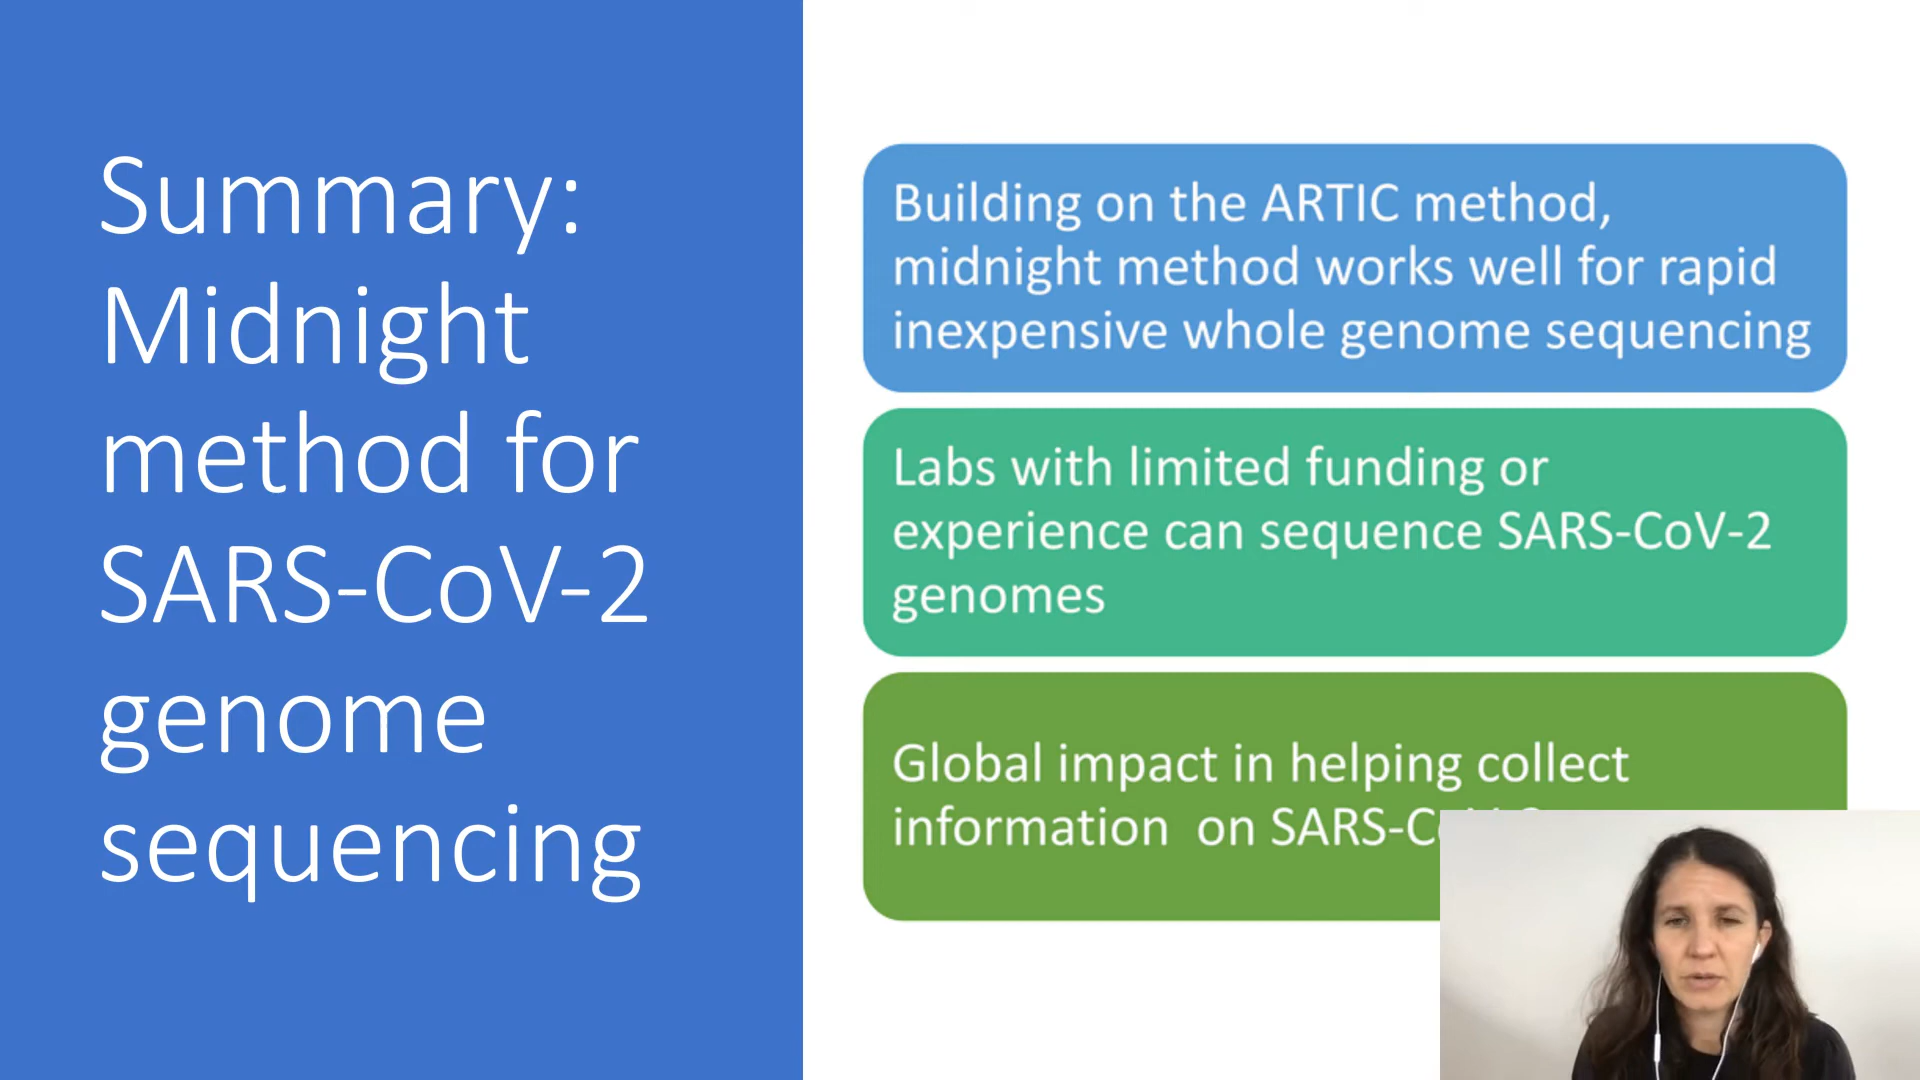 Summary:
Midnight
method for
SARS-CoV-2
genome
sequencing
Building on the ARTIC method,
midnight method works well for rapid
inexpensive whole genome sequencing
Labs with limited funding or
experience can sequence SARS-CoV-2
genomes
Global impact in helping collect
information  on